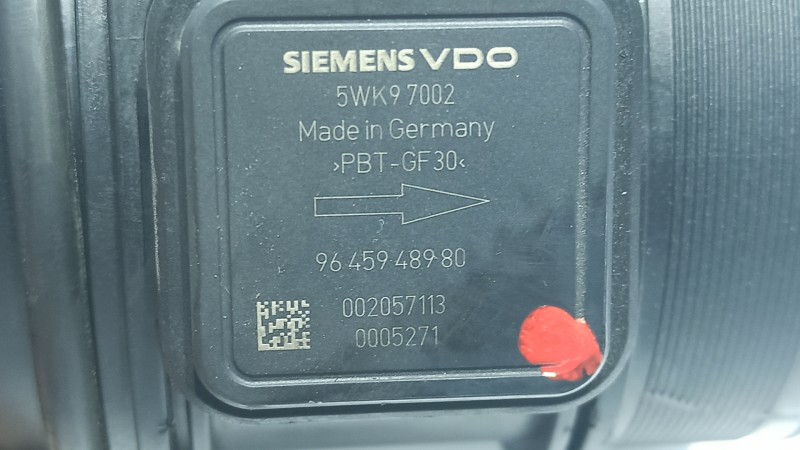 SIEMENS VDO
5WK9 7002
Made in Germany
>PBT-GF30<
96 459 489 80
002057113
0005271